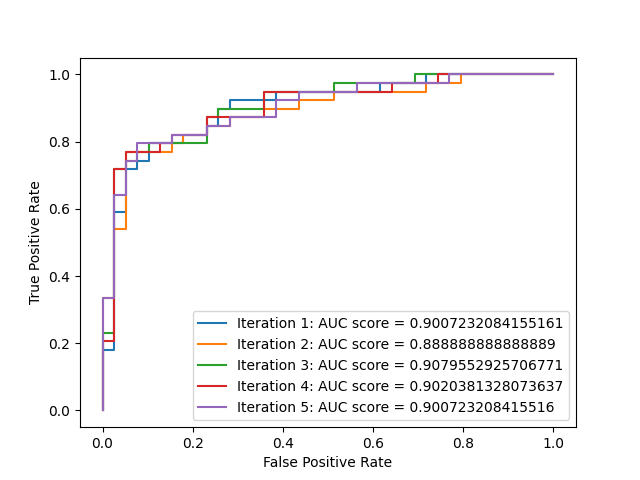 1.0
0.8
0.6
0.4
0.2
0.0
True Positive Rate
Iteration 1: AUC score = 0.9007232084155161
Iteration 2: AUC score = 0.888888888888889
Iteration 3: AUC score = 0.9079552925706771
Iteration 4: AUC score = 0.9020381328073637
Iteration 5: AUC score = 0.900723208415516
0.0 0.2 0.4 0.6 0.8 1.0
False Positive Rate